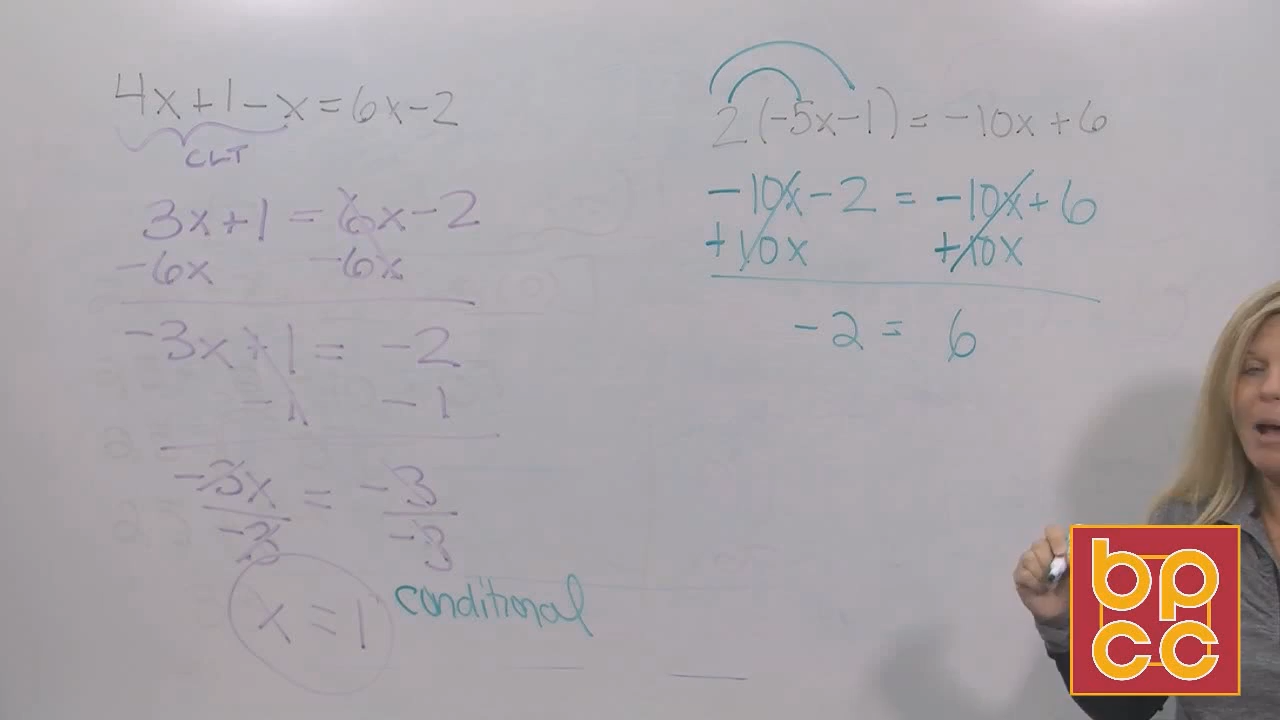 4x+1-x=6x-2
CLT
3x+1=6x-2
-6x -6x
-3x+1=-2
-1 -1
-3x = -3
-3 -3
x=1 conditional
2(-5x-1)=-10x+6
-10x-2=-10x+6
+10x +10x
-2=6
bp
cc